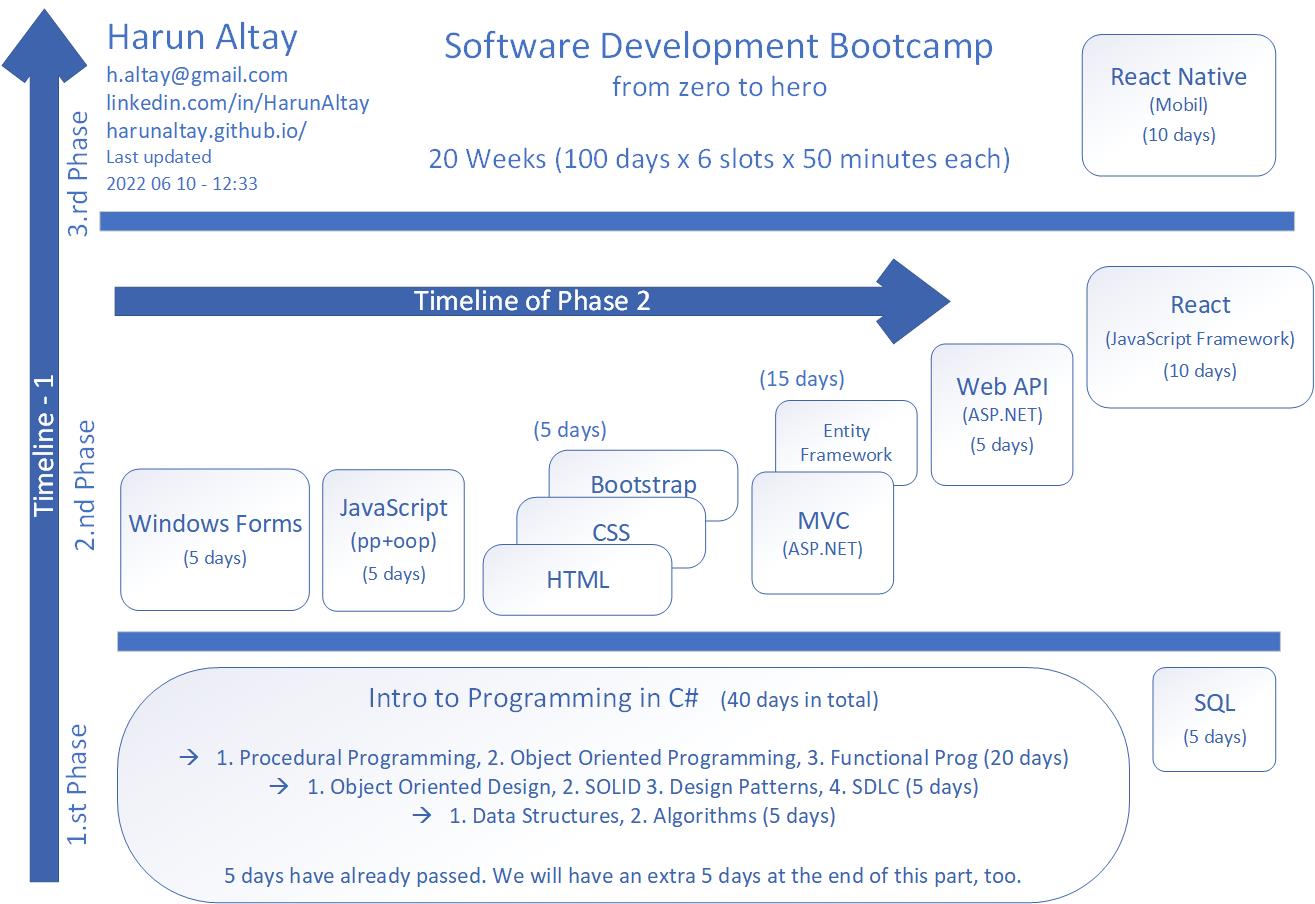 Harun Altay
h.altay@gmail.com
linkedin.com/in/HarunAltay
harunaltay.github.io/
Last updated
2022 06 10 - 12:33
Software Development Bootcamp
from zero to hero
20 Weeks (100 days x 6 slots x 50 minutes each)
React Native
(Mobil)
(10 days)
3.rd Phase
Timeline of Phase 2
React
(JavaScript Framework)
(10 days)
Web API
(ASP.NET)
(5 days)
(15 days)
Entity
Framework
MVC
(ASP.NET)
(5 days)
Bootstrap
CSS
HTML
JavaScript
(pp+oop)
(5 days)
Windows Forms
(5 days)
Timeline - 1
2.nd Phase
Intro to Programming in C# (40 days in total)
→ 1. Procedural Programming, 2. Object Oriented Programming, 3. Functional Prog (20 days)
→ 1. Object Oriented Design, 2. SOLID 3. Design Patterns, 4. SDLC (5 days)
→ 1. Data Structures, 2. Algorithms (5 days)
5 days have already passed. We will have an extra 5 days at the end of this part, too.
SQL
(5 days)
1.st Phase